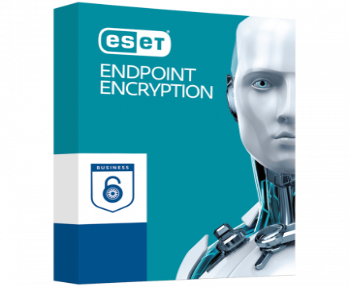 eset
ENDPOINT
ENCRYPTION
BUSINESS